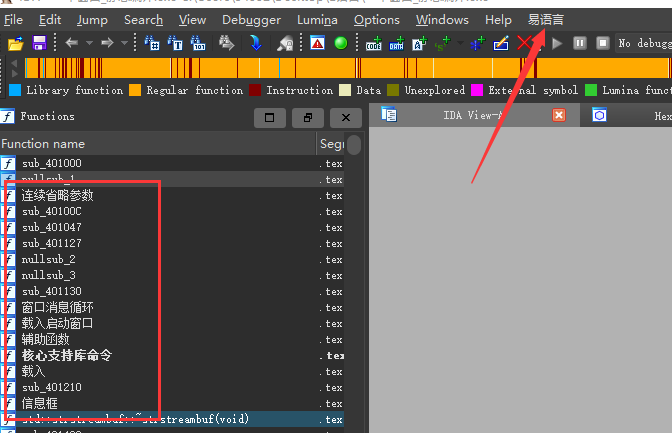 File Edit Jump Search View Debugger Lumina Options Windows Help 易语言
No debugg
Library function Regular function Instruction Data Unexplored External symbol Lumina funct
Functions
IDA View-A
Hex
Function name
Segr
sub_401000 .tex
nullsub_1 .tex
连续省略参数 .tex
sub_40100C .tex
sub_401047 .tex
sub_401127 .tex
nullsub_2 .tex
nullsub_3 .tex
sub_401130 .tex
窗口消息循环 .tex
载入启动窗口 .tex
辅助函数 .tex
核心支持库命令 .tex
载入 .tex
sub_401210 .tex
信息框 .tex
std::strstreambuf::~strstreambuf(void) .tex